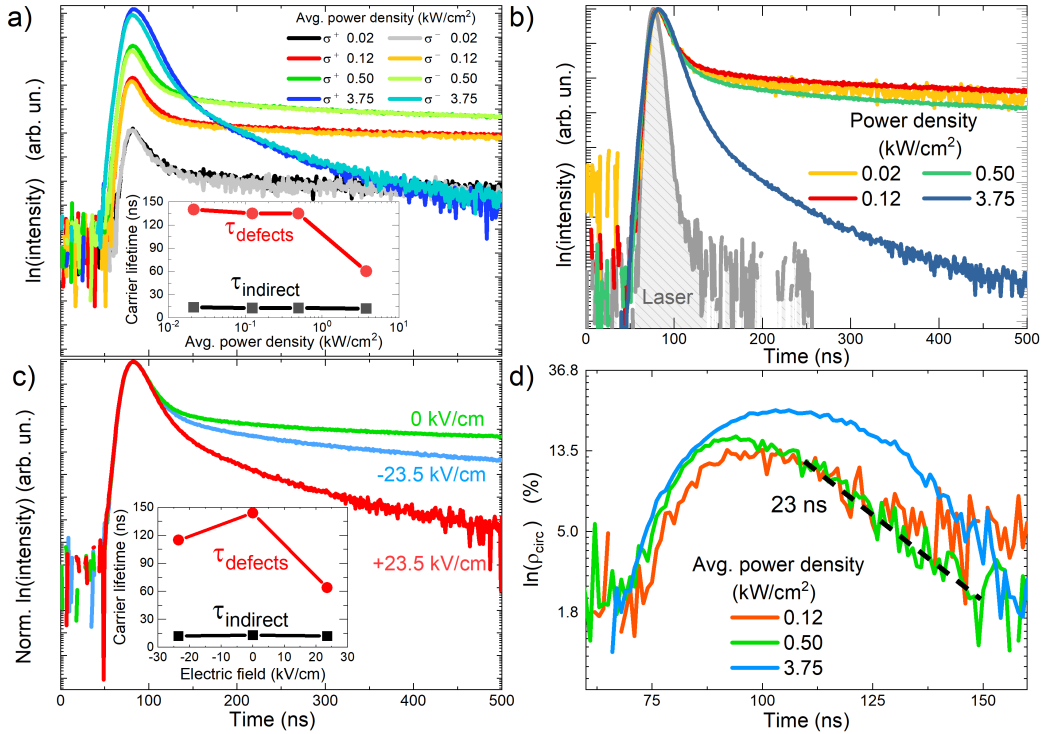 a)
Avg. power density (kW/cm²)
σ⁺ 0.02 σ⁻ 0.02
σ⁺ 0.12 σ⁻ 0.12
σ⁺ 0.50 σ⁻ 0.50
σ⁺ 3.75 σ⁻ 3.75
ln(intensity) (arb. un.)
Carrier lifetime (ns)
150
120
90
60
30
0
τdefects
τindirect
10⁻² 10⁻¹ 10⁰ 10¹
Avg. power density (kW/cm²)
b)
ln(intensity) (arb. un.)
Power density
(kW/cm²)
0.02 0.50
0.12 3.75
Laser
0 100 200 300 400 500
Time (ns)
c)
Norm. ln(intensity) (arb. un.)
0 kV/cm
-23.5 kV/cm
+23.5 kV/cm
Carrier lifetime (ns)
150
120
90
60
30
0
τdefects
τindirect
-30 -20 -10 0 10 20 30
Electric field (kV/cm)
0 100 200 300 400 500
Time (ns)
d)
36.8
13.5
5.0
1.8
ln(ρcirc) (%)
23 ns
Avg. power density
(kW/cm²)
0.12
0.50
3.75
75 100 125 150
Time (ns)